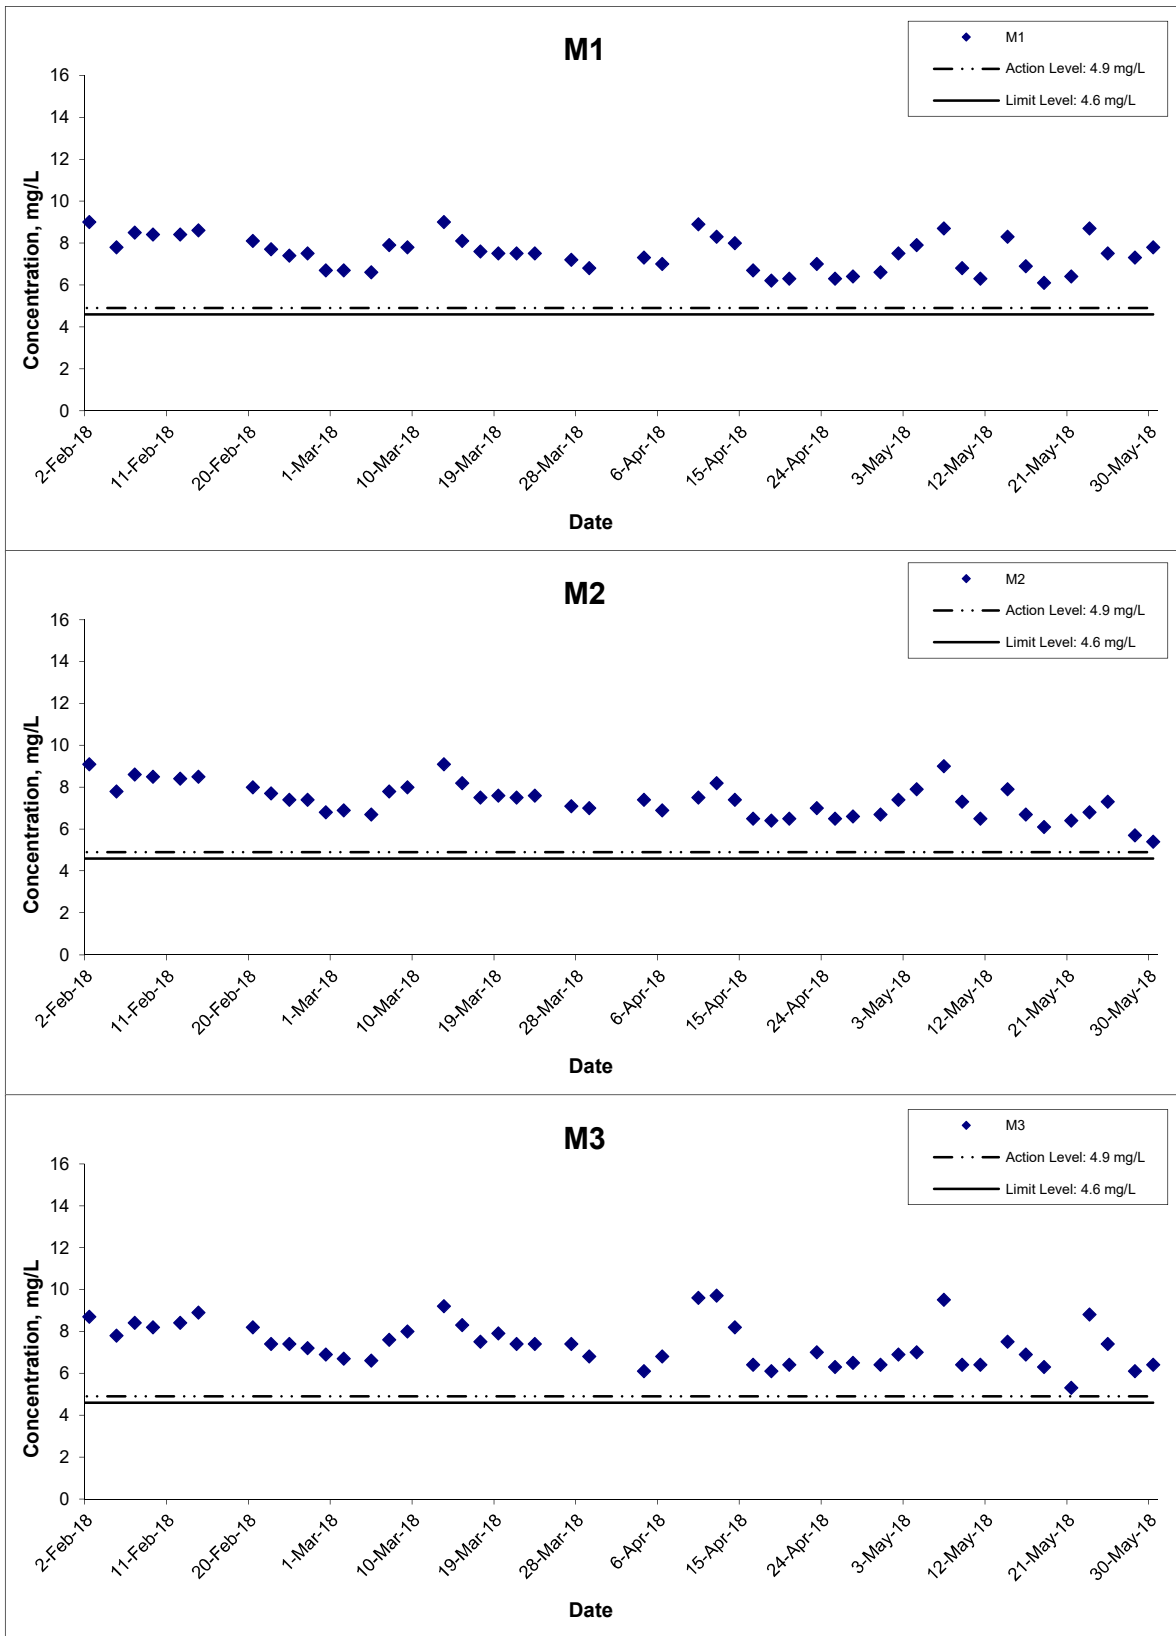 M1
M1
Action Level: 4.9 mg/L
Limit Level: 4.6 mg/L
Concentration, mg/L
16
14
12
10
8
6
4
2
0
2-Feb-18
11-Feb-18
20-Feb-18
1-Mar-18
10-Mar-18
19-Mar-18
28-Mar-18
6-Apr-18
15-Apr-18
24-Apr-18
3-May-18
12-May-18
21-May-18
30-May-18
Date
M2
M2
Action Level: 4.9 mg/L
Limit Level: 4.6 mg/L
Concentration, mg/L
16
14
12
10
8
6
4
2
0
2-Feb-18
11-Feb-18
20-Feb-18
1-Mar-18
10-Mar-18
19-Mar-18
28-Mar-18
6-Apr-18
15-Apr-18
24-Apr-18
3-May-18
12-May-18
21-May-18
30-May-18
Date
M3
M3
Action Level: 4.9 mg/L
Limit Level: 4.6 mg/L
Concentration, mg/L
16
14
12
10
8
6
4
2
0
2-Feb-18
11-Feb-18
20-Feb-18
1-Mar-18
10-Mar-18
19-Mar-18
28-Mar-18
6-Apr-18
15-Apr-18
24-Apr-18
3-May-18
12-May-18
21-May-18
30-May-18
Date